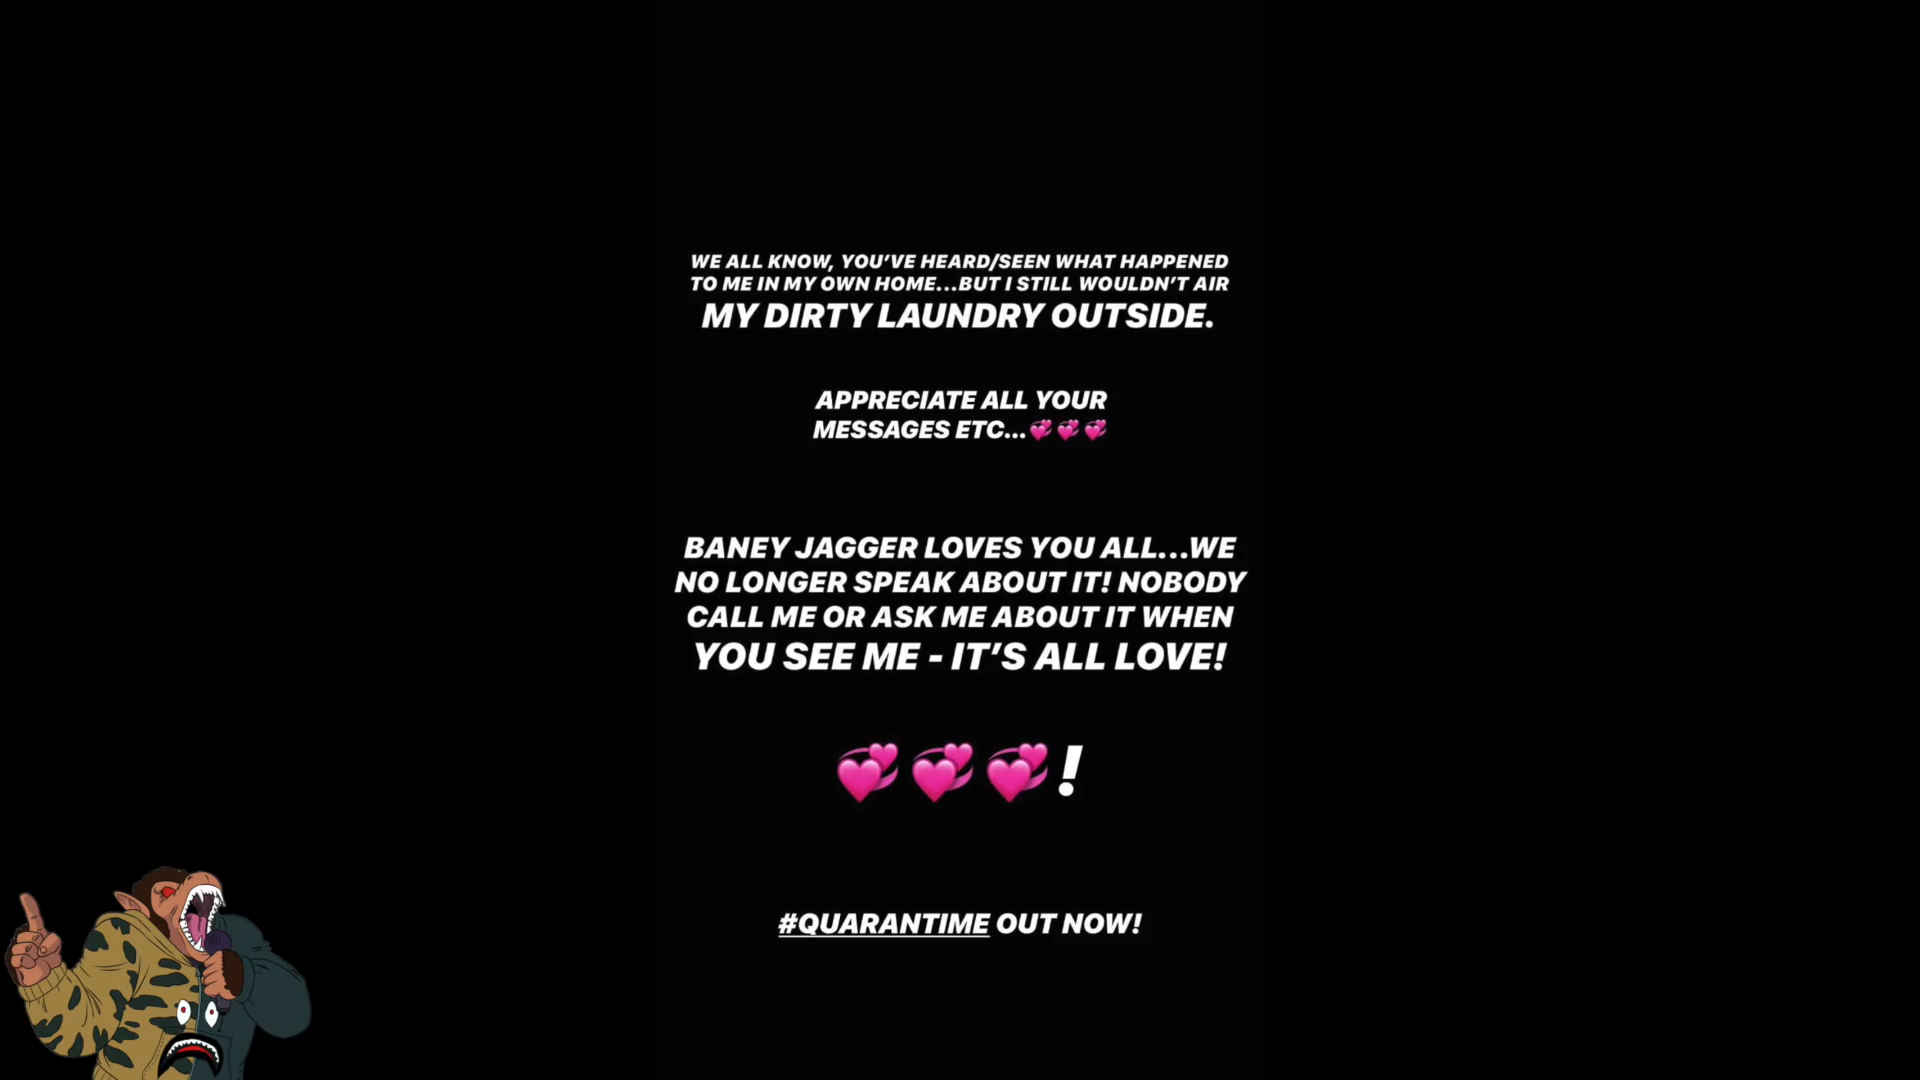 WE ALL KNOW, YOU’VE HEARD/SEEN WHAT HAPPENED
TO ME IN MY OWN HOME...BUT I STILL WOULDN’T AIR
MY DIRTY LAUNDRY OUTSIDE.
APPRECIATE ALL YOUR
MESSAGES ETC...💞💞💞
BANEY JAGGER LOVES YOU ALL...WE
NO LONGER SPEAK ABOUT IT! NOBODY
CALL ME OR ASK ME ABOUT IT WHEN
YOU SEE ME - IT’S ALL LOVE!
💞💞💞!
#QUARANTIME OUT NOW!